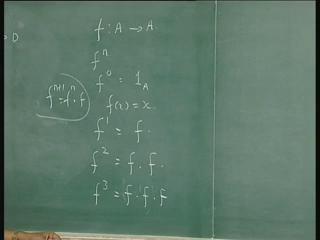 > D
f : A → A
f^n
f^0 = 1_A
f^{n+1} = f^n . f
f(x) = x
f^1 = f .
f^2 = f . f .
f^3 = f . f . f